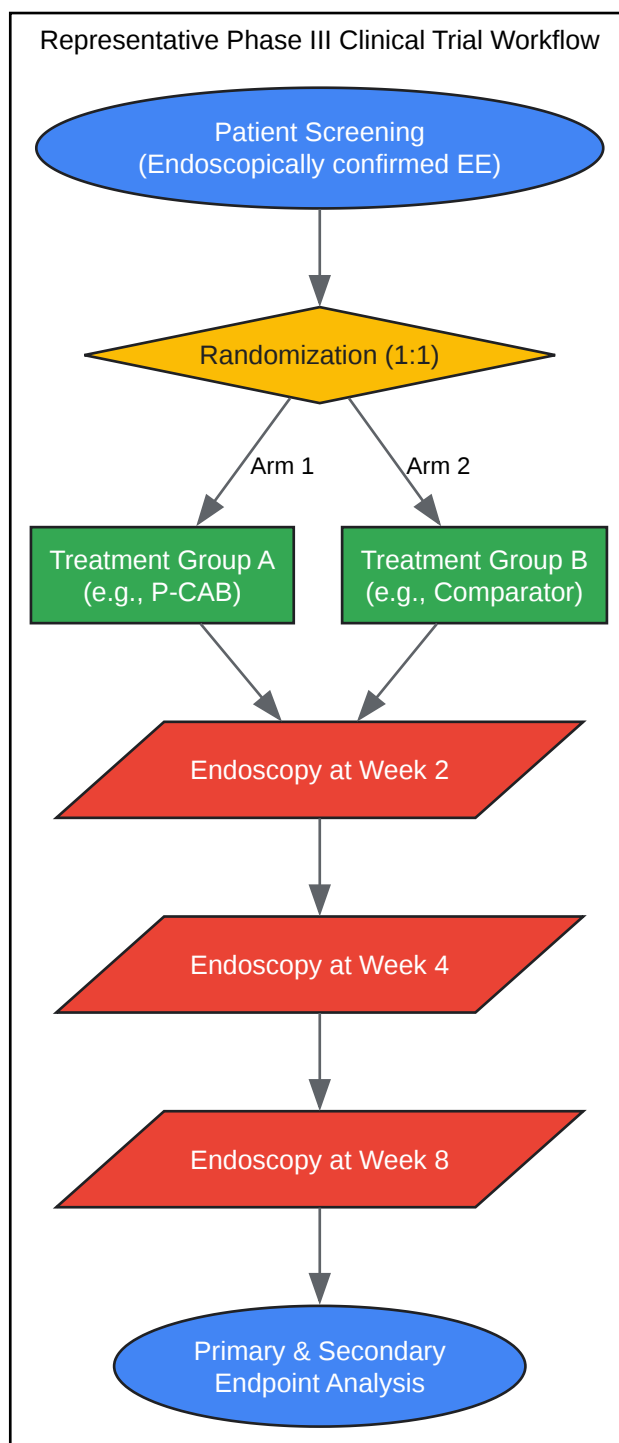 Representative Phase III Clinical Trial Workflow
Patient Screening
(Endoscopically confirmed EE)
Randomization (1:1)
Arm 1
Arm 2
Treatment Group A
(e.g., P-CAB)
Treatment Group B
(e.g., Comparator)
Endoscopy at Week 2
Endoscopy at Week 4
Endoscopy at Week 8
Primary & Secondary
Endpoint Analysis